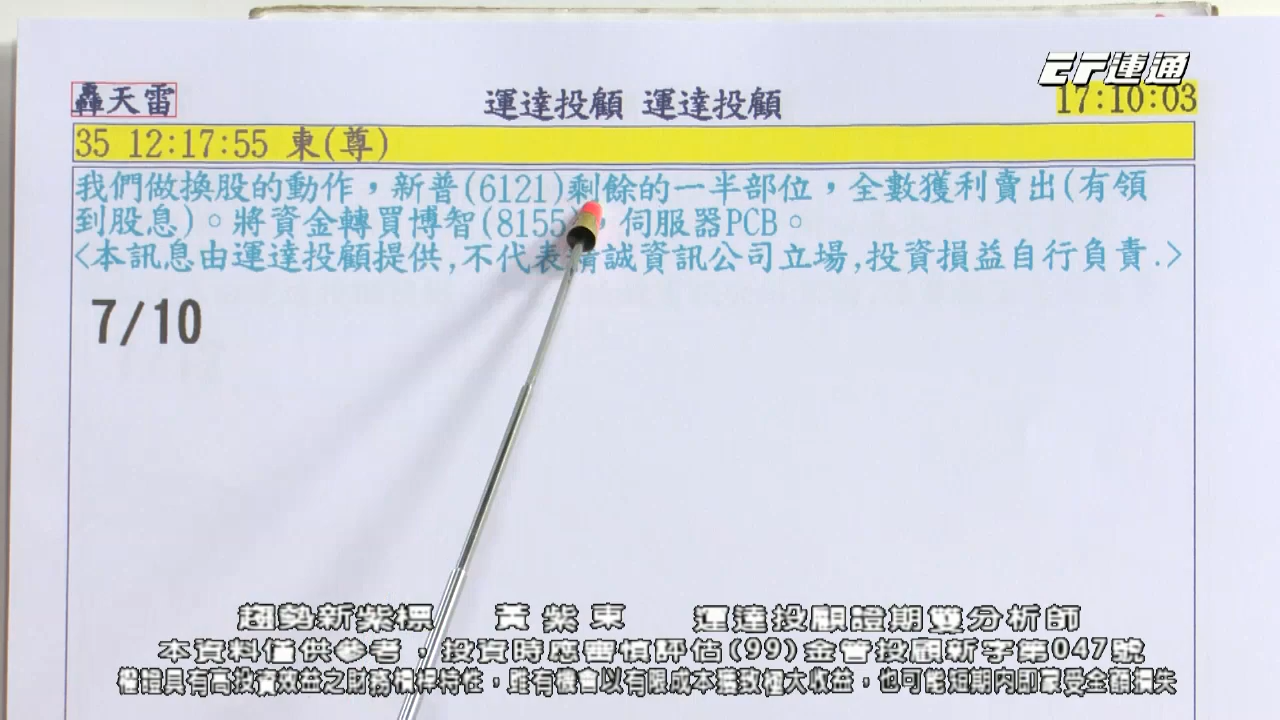 EF運通
轟天雷 運達投顧 運達投顧 17:10:03
35 12:17:55 東(尊)
我們做換股的動作，新普(6121)剩餘的一半部位，全數獲利賣出(有領
到股息)。將資金轉買博智(8155 伺服器PCB。
<本訊息由運達投顧提供,不代表 誠資訊公司立場,投資損益自行負責.>
7/10
趨勢新紫標 黃紫東 運達投顧證期雙分析師
本資料僅供參考，投資時應審慎評估(99)金管投顧新字第047號
權證具有高投資效益之財務槓桿特性，雖有機會以有限成本獲致極大收益，也可能短期內即蒙受全額損失